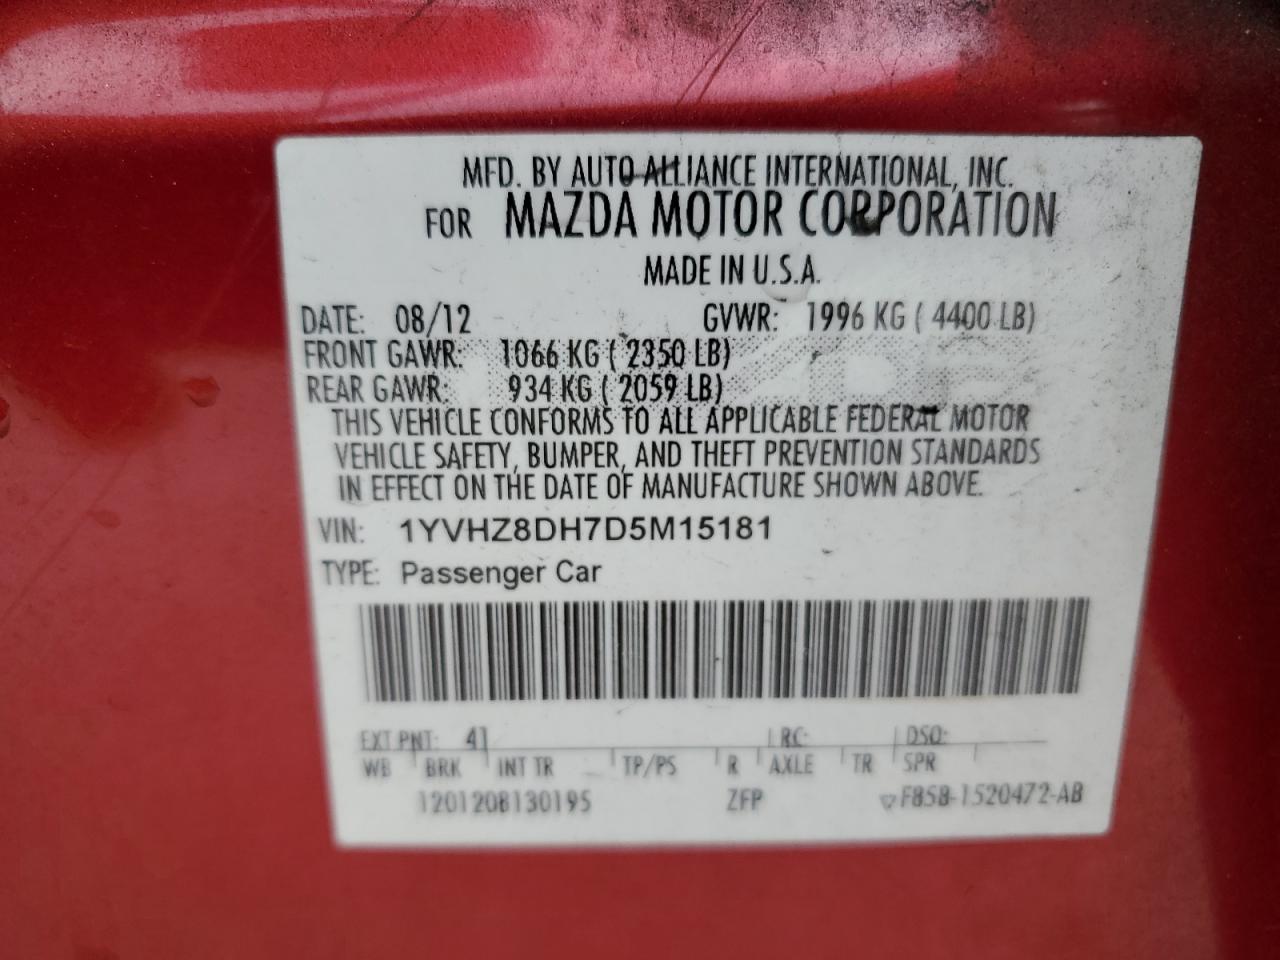 MFD. BY AUTO ALLIANCE INTERNATIONAL, INC.
FOR MAZDA MOTOR CORPORATION
MADE IN U.S.A.
DATE: 08/12 GVWR: 1996 KG ( 4400 LB)
FRONT GAWR: 1066 KG ( 2350 LB)
REAR GAWR: 934 KG ( 2059 LB)
THIS VEHICLE CONFORMS TO ALL APPLICABLE FEDERAL MOTOR
VEHICLE SAFETY, BUMPER, AND THEFT PREVENTION STANDARDS
IN EFFECT ON THE DATE OF MANUFACTURE SHOWN ABOVE.
VIN: 1YVHZ8DH7D5M15181
TYPE: Passenger Car
EXT PNT: 41 RC: DSO:
WB BRK INT TR TP/PS R AXLE TR SPR
1201208130195 ZFP F85B-1520472-AB